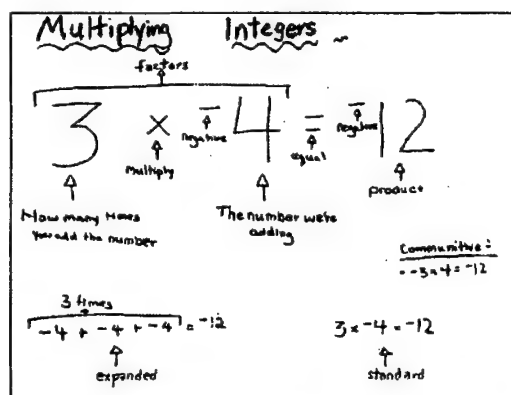 Multiplying Integers ~
factors
3 × ⁻4 = ⁻12
negative
negative
Multiply
equal
product
How many times
you add the number
The number we're
adding
Communitive:
-3×4 = -12
3 times
-4 + -4 + -4 = -12
3 × -4 = -12
expanded
standard